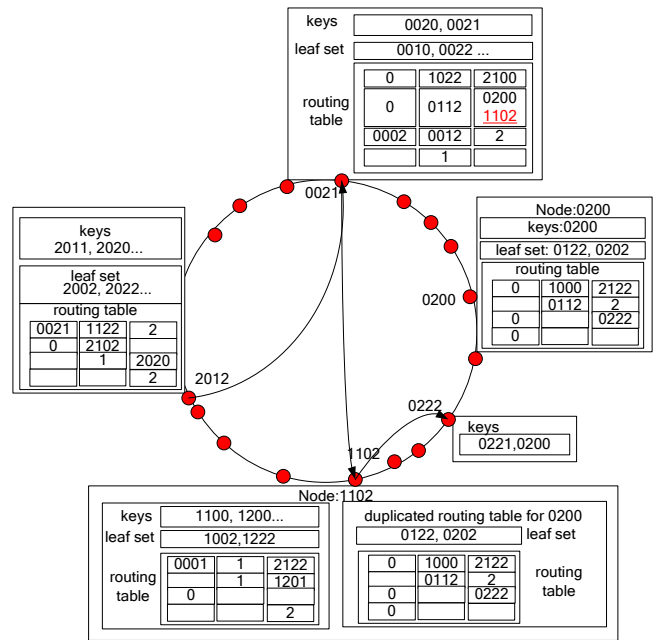 keys
0020, 0021
leaf set
0010, 0022 ...
routing
table
0 1022 2100
0 0112 0200
1102
0002 0012 2
1
0021
keys
2011, 2020...
leaf set
2002, 2022...
routing table
0021 1122 2
0 2102
1 2020
2
2012
Node:0200
keys:0200
leaf set: 0122, 0202
routing table
0 1000 2122
0112 2
0 0222
0
0200
0222
keys
0221,0200
1102
Node:1102
keys
1100, 1200...
leaf set
1002,1222
routing
table
0001 1 2122
1 1201
0
2
duplicated routing table for 0200
0122, 0202
leaf set
0 1000 2122
0112 2
0 0222
0
routing
table